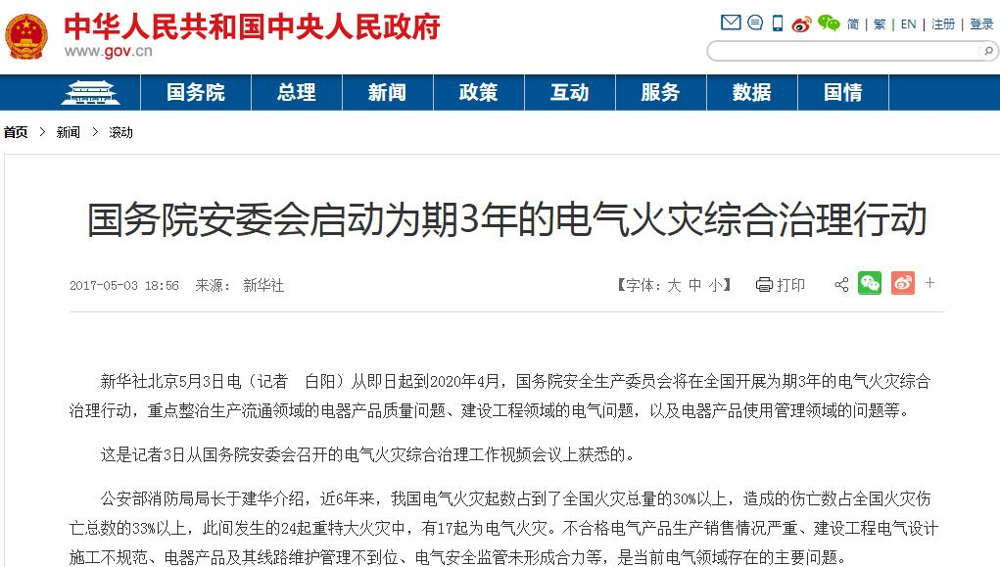 中华人民共和国中央人民政府
www.gov.cn
简 | 繁 | EN | 注册 | 登录
国务院 总理 新闻 政策 互动 服务 数据 国情
首页 > 新闻 > 滚动
国务院安委会启动为期3年的电气火灾综合治理行动
2017-05-03 18:56 来源： 新华社 【字体：大 中 小】 打印
新华社北京5月3日电（记者 白阳）从即日起到2020年4月，国务院安全生产委员会将在全国开展为期3年的电气火灾综合
治理行动，重点整治生产流通领域的电器产品质量问题、建设工程领域的电气问题，以及电器产品使用管理领域的问题等。
这是记者3日从国务院安委会召开的电气火灾综合治理工作视频会议上获悉的。
公安部消防局局长于建华介绍，近6年来，我国电气火灾起数占到了全国火灾总量的30%以上，造成的伤亡数占全国火灾伤
亡总数的33%以上，此间发生的24起重特大火灾中，有17起为电气火灾。不合格电气产品生产销售情况严重、建设工程电气设计
施工不规范、电器产品及其线路维护管理不到位、电气安全监管未形成合力等，是当前电气领域存在的主要问题。